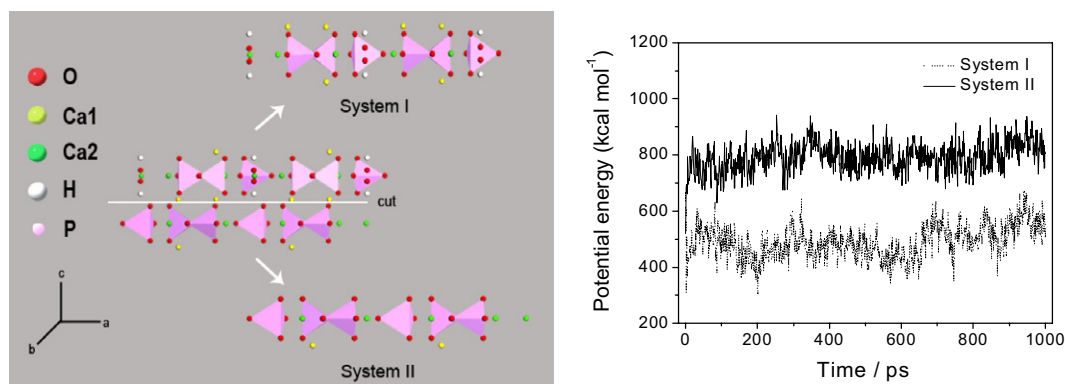 O
Ca1
Ca2
H
P
c
a
b
System I
cut
System II
Potential energy (kcal mol⁻¹)
1200
1000
800
600
400
200
System I
System II
0 200 400 600 800 1000
Time / ps